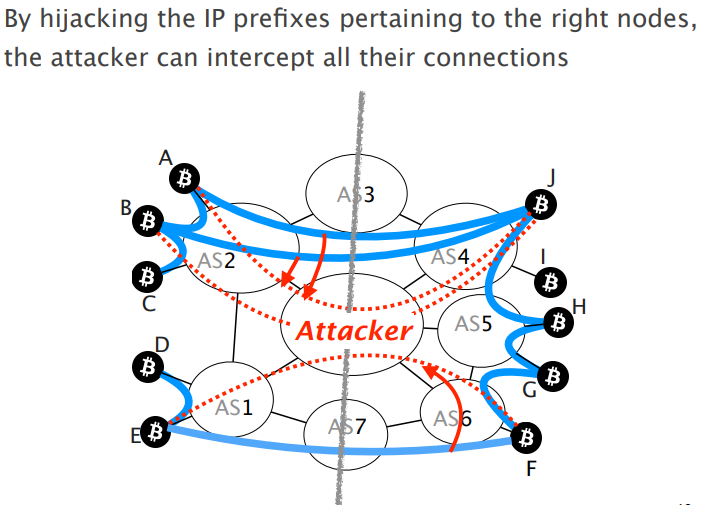 By hijacking the IP prefixes pertaining to the right nodes,
the attacker can intercept all their connections
A
J
AS3
B
AS2
AS4
I
C
H
Attacker
AS5
D
G
AS1
AS6
E
AS7
F